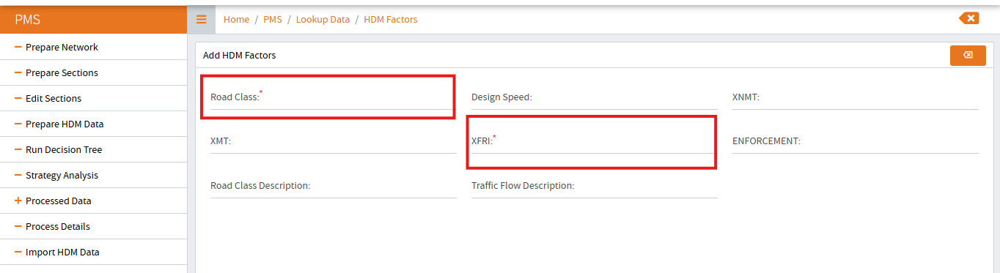 PMS
Home / PMS / Lookup Data / HDM Factors
Prepare Network
Prepare Sections
Edit Sections
Prepare HDM Data
Run Decision Tree
Strategy Analysis
Processed Data
Process Details
Import HDM Data
Add HDM Factors
Road Class:* Design Speed: XNMT:
XMT: XFRI:* ENFORCEMENT:
Road Class Description: Traffic Flow Description: